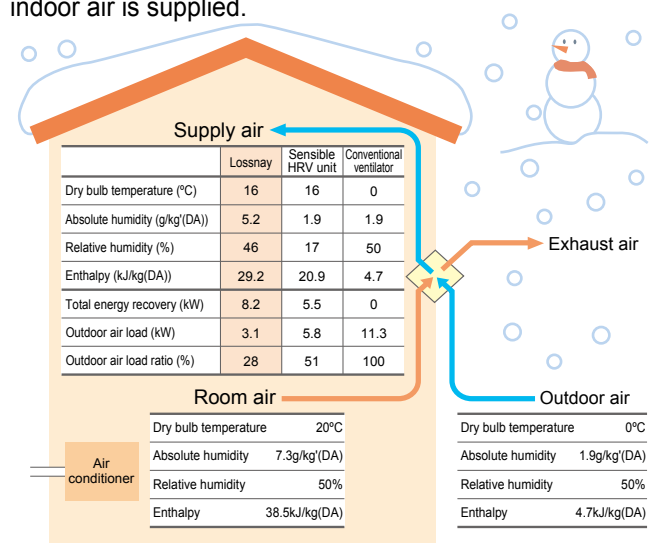 indoor air is supplied.
Supply air
Lossnay Sensible HRV unit Conventional ventilator
Dry bulb temperature (ºC) 16 16 0
Absolute humidity (g/kg'(DA)) 5.2 1.9 1.9
Relative humidity (%) 46 17 50
Enthalpy (kJ/kg(DA)) 29.2 20.9 4.7
Total energy recovery (kW) 8.2 5.5 0
Outdoor air load (kW) 3.1 5.8 11.3
Outdoor air load ratio (%) 28 51 100
Exhaust air
Room air
Dry bulb temperature 20ºC
Absolute humidity 7.3g/kg'(DA)
Relative humidity 50%
Enthalpy 38.5kJ/kg(DA)
Air
conditioner
Outdoor air
Dry bulb temperature 0ºC
Absolute humidity 1.9g/kg'(DA)
Relative humidity 50%
Enthalpy 4.7kJ/kg(DA)